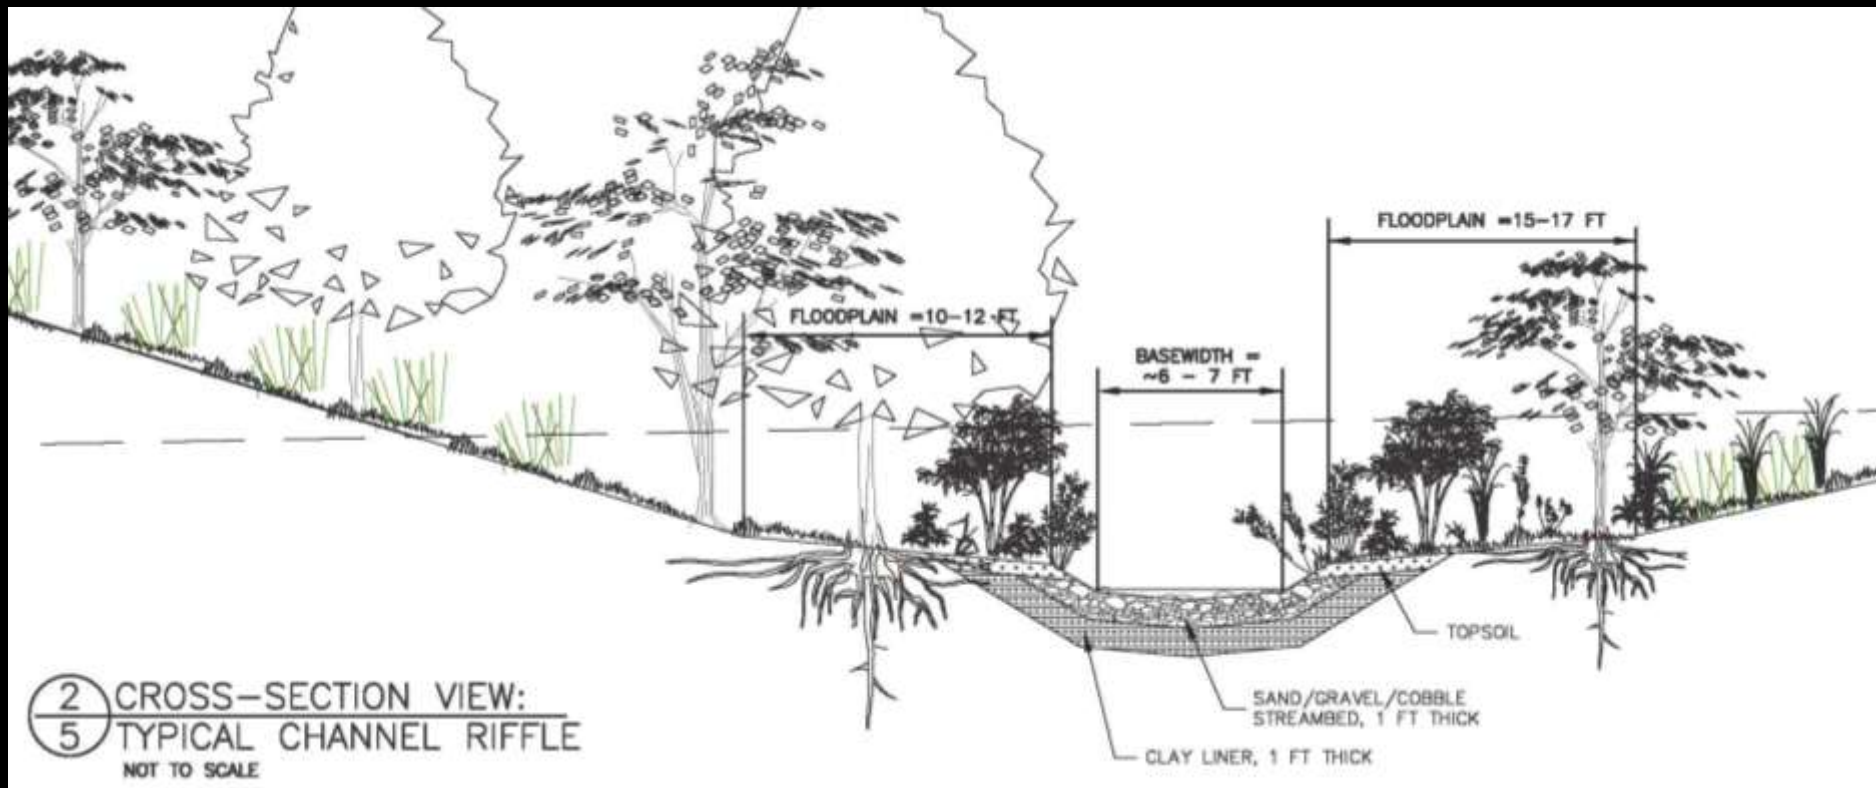 FLOODPLAIN =15-17 FT
FLOODPLAIN =10-12 FT
BASEWIDTH =
~6 - 7 FT
TOPSOIL
SAND/GRAVEL/COBBLE
STREAMBED, 1 FT THICK
CLAY LINER, 1 FT THICK
2
5
CROSS-SECTION VIEW:
TYPICAL CHANNEL RIFFLE
NOT TO SCALE